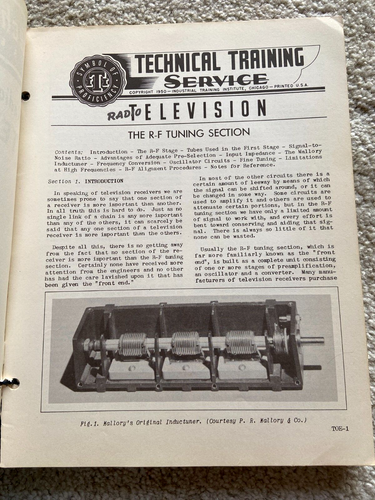 SYMBOL OF
ITI
PROFICIENCY
TECHNICAL TRAINING
SERVICE
COPYRIGHT 1950 - INDUSTRIAL TRAINING INSTITUTE, CHICAGO - PRINTED U.S.A.
RADTOELEVISION
THE R-F TUNING SECTION
Contents: Introduction - The R-F Stage - Tubes Used in the First Stage - Signal-to-
Noise Ratio - Advantages of Adequate Pre-Selection - Input Impedance - The Mallory
Inductuner - Frequency Conversion - Oscillator Circuits - Fine Tuning - Limitations
at High Frequencies - R-F Alignment Procedures - Notes for Reference.
Section 1. INTRODUCTION
In speaking of television receivers we are
sometimes prone to say that one section of
a receiver is more important than another.
In all truth this is hard to do. Just as no
single link of a chain is any more important
than any of the others, it can scarcely be
said that any one section of a television
receiver is more important than the others.
Despite all this, there is no getting away
from the fact that no section of the re-
ceiver is more important than the R-F tuning
section. Certainly none have received more
attention from the engineers and no other
has had the care lavished upon it that has
been given the "front end."
In most of the other circuits there is a
certain amount of leeway by means of which
the signal can be shifted around, or it can
be changed in some way. Some circuits are
used to amplify it and others are used to
attenuate certain portions, but in the R-F
tuning section we have only a limited amount
of signal to work with, and every effort is
bent toward conserving and aiding that sig-
nal. There is always so little of it that
none can be wasted.
Usually the R-F tuning section, which is
far more familiarly known as the "front
end", is built as a complete unit consisting
of one or more stages of preamplification,
an oscillator and a converter. Many manu-
facturers of television receivers purchase
Fig.1. Mallory's Original Inductuner. (Courtesy P. R. Mallory & Co.)
TOE-1